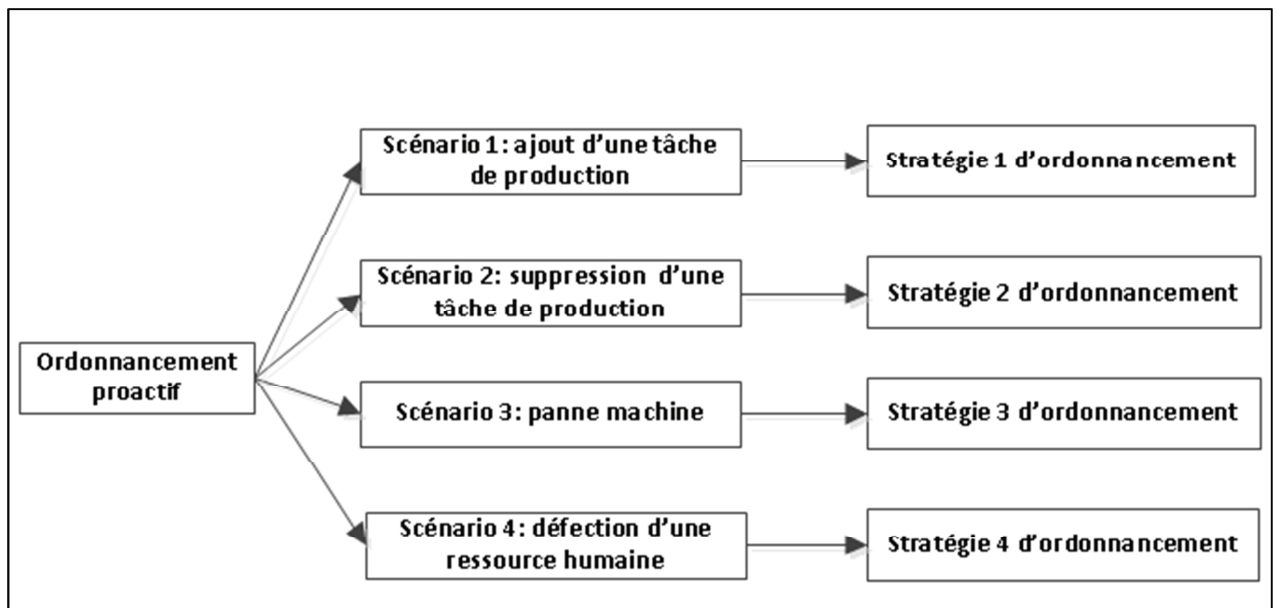 Scénario 1: ajout d'une tâche
de production
Stratégie 1 d'ordonnancement
Scénario 2: suppression d'une
tâche de production
Stratégie 2 d'ordonnancement
Ordonnancement
proactif
Scénario 3: panne machine
Stratégie 3 d'ordonnancement
Scénario 4: défection d'une
ressource humaine
Stratégie 4 d'ordonnancement